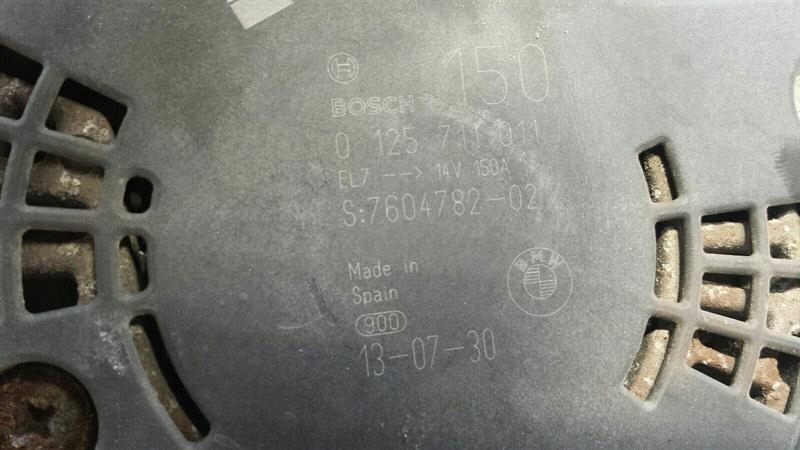 150
BOSCH
0 125 711 011
EL7 ---> 14V 150A
S:7604782-02
Made in
Spain
BMW
900
13-07-30